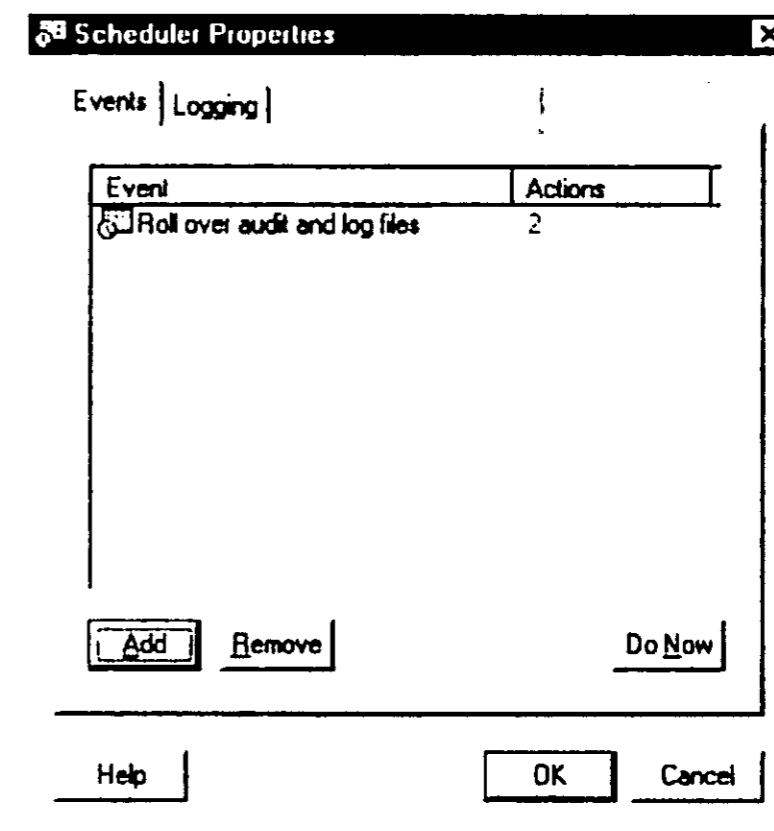 Scheduler Properties
Events Logging
Event Actions
Roll over audit and log files 2
Add Remove Do Now
Help OK Cancel